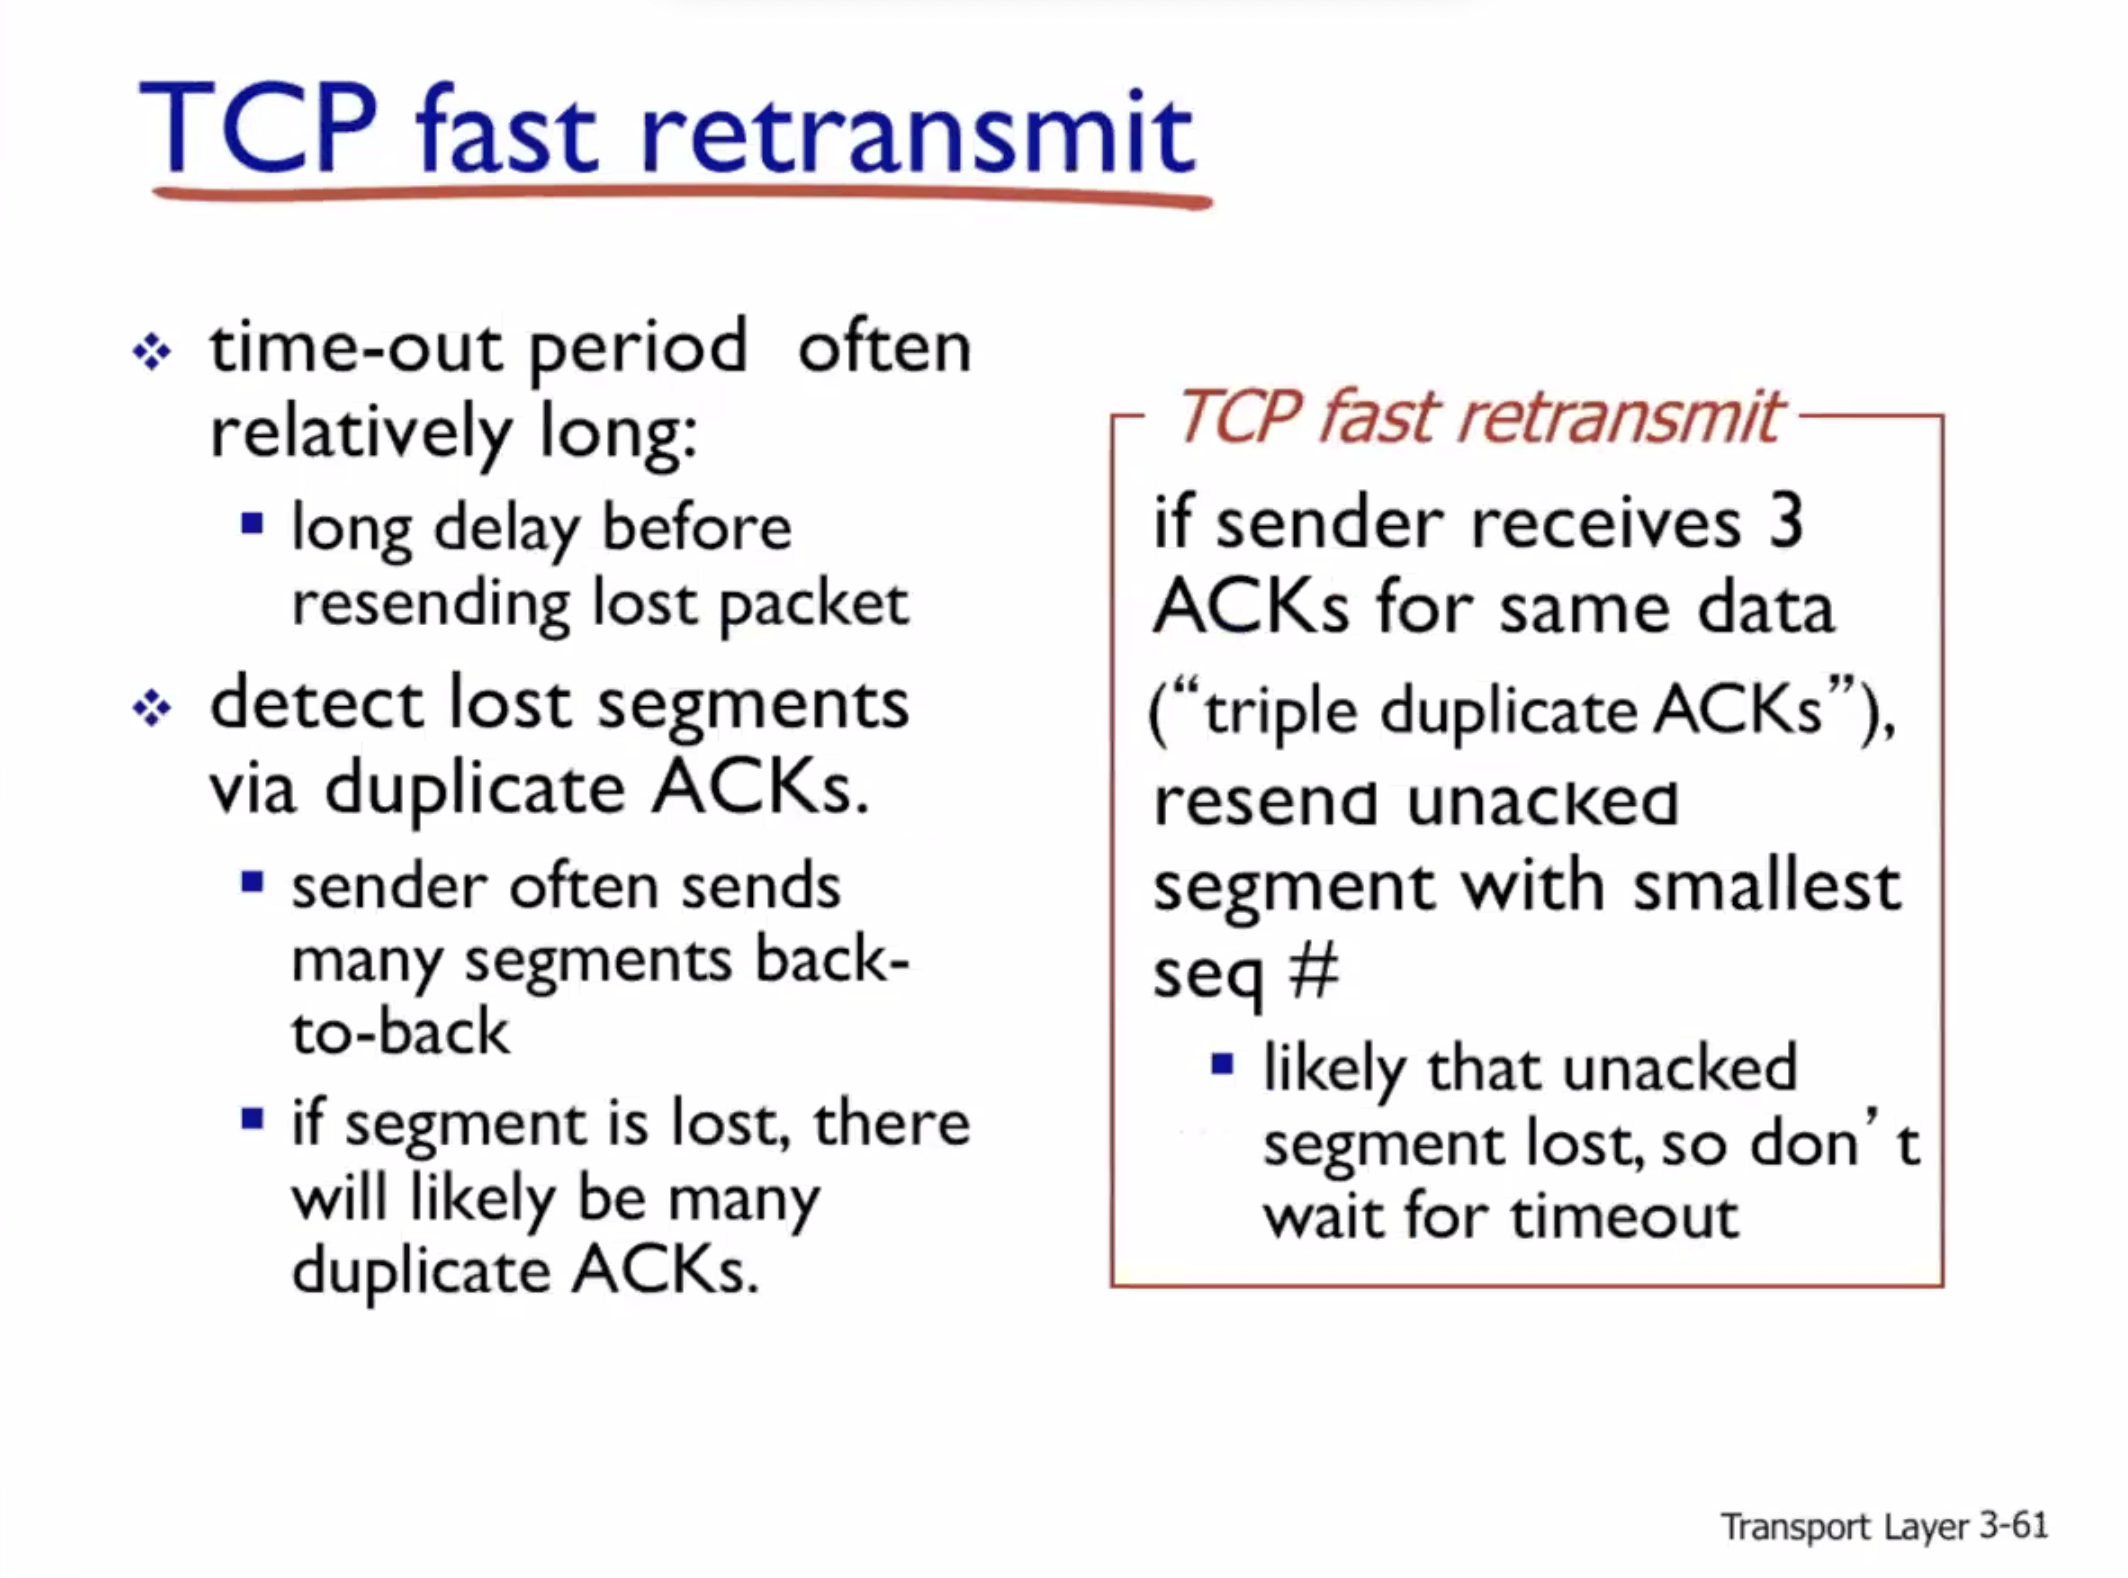 TCP fast retransmit
time-out period often
relatively long:
long delay before
resending lost packet
detect lost segments
via duplicate ACKs.
sender often sends
many segments back-
to-back
if segment is lost, there
will likely be many
duplicate ACKs.
TCP fast retransmit
if sender receives 3
ACKs for same data
(“triple duplicate ACKs”),
resend unacked
segment with smallest
seq #
likely that unacked
segment lost, so don’t
wait for timeout
Transport Layer 3-61